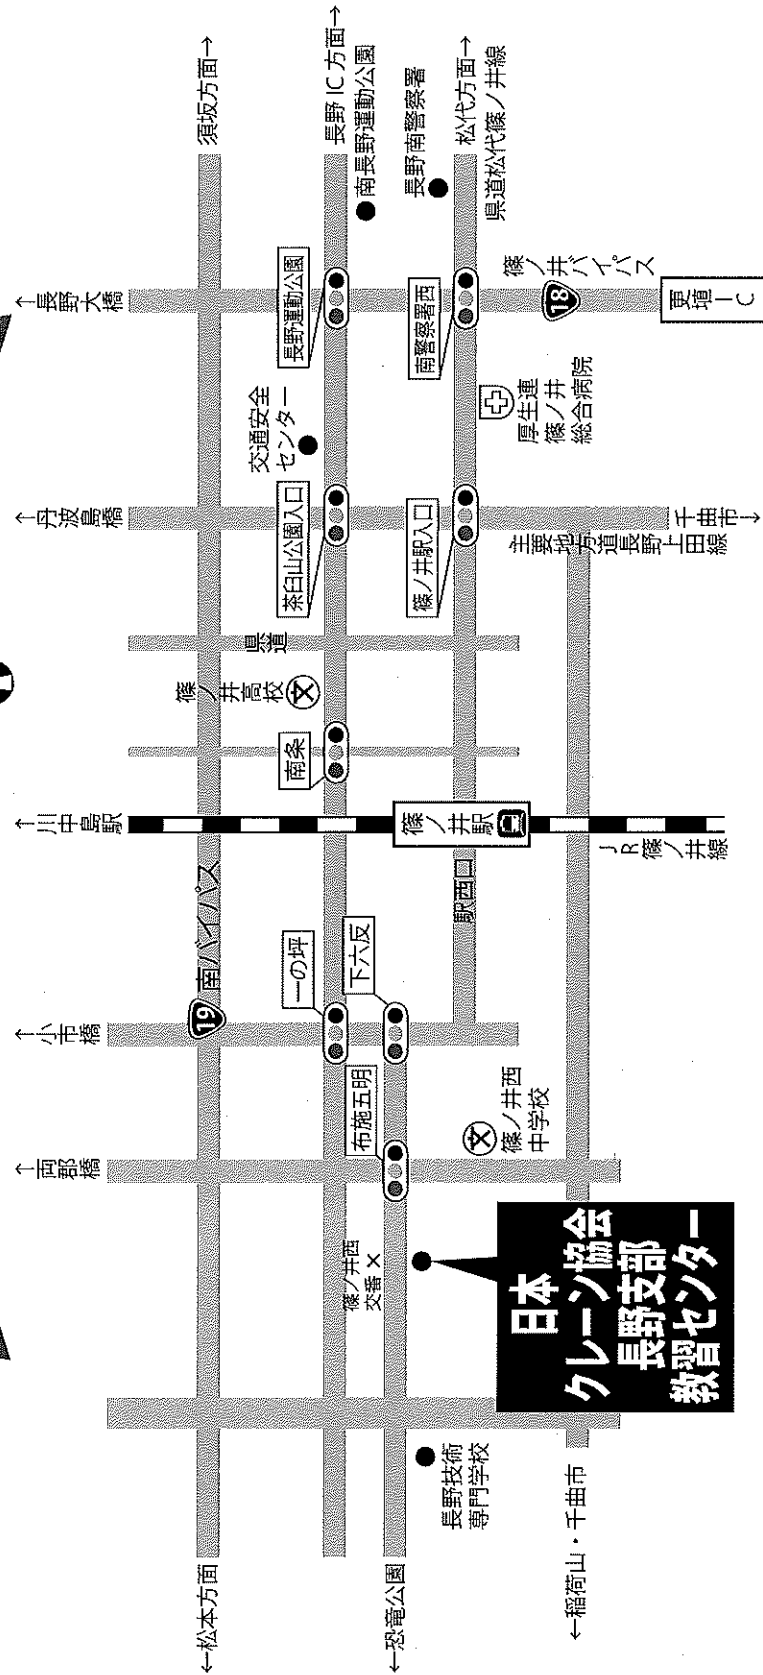 ↑両郡橋
↑小市橋
↑川中島駅
↑丹波島橋
↑長野大橋
←松本方面
19
南バイパス
須坂方面→
篠ノ井高校
文
県道
交通安全
センター
長野IC方面→
一の坪
南条
茶臼山公園入口
長野運動公園
南長野運動公園
篠ノ井西
交番
×
布施五明
下六反
←恐竜公園
長野技術
専門学校
篠ノ井駅
駅西口
篠ノ井駅入口
南警察署西
長野南警察署
松代方面→
県道松代篠ノ井線
文
篠ノ井西
中学校
厚生連
篠ノ井
総合病院
18
篠ノ井バイパス
日本
クレーン協会
長野支部
教習センター
←稲荷山・千曲市
JR篠ノ井線
主要地方道長野上田線
千曲市→
更埴IC